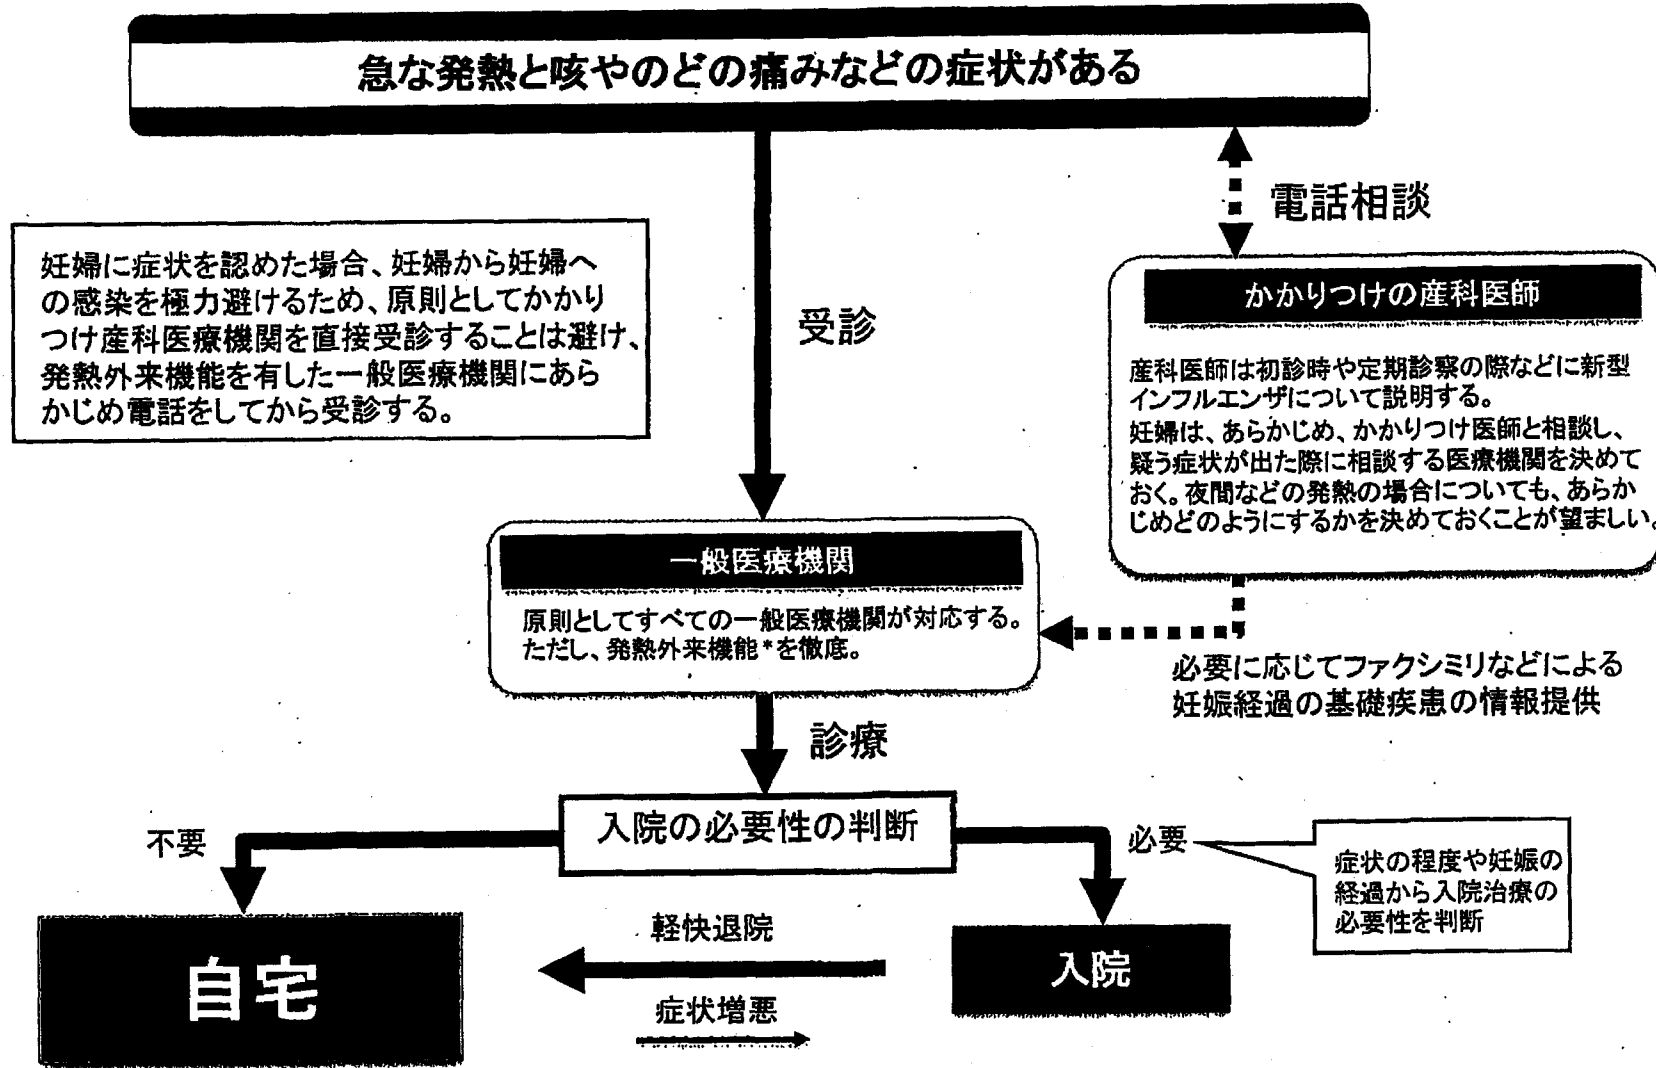 急な発熱と咳やのどの痛みなどの症状がある
電話相談
妊婦に症状を認めた場合、妊婦から妊婦へ
の感染を極力避けるため、原則としてかかり
つけ産科医療機関を直接受診することは避け、
発熱外来機能を有した一般医療機関にあら
かじめ電話をしてから受診する。
受診
かかりつけの産科医師
産科医師は初診時や定期診察の際などに新型
インフルエンザについて説明する。
妊婦は、あらかじめ、かかりつけ医師と相談し、
疑う症状が出た際に相談する医療機関を決めて
おく。夜間などの発熱の場合についても、あらか
じめどのようにするかを決めておくことが望ましい。
一般医療機関
原則としてすべての一般医療機関が対応する。
ただし、発熱外来機能*を徹底。
必要に応じてファクシミリなどによる
妊娠経過の基礎疾患の情報提供
診療
入院の必要性の判断
不要
必要
症状の程度や妊娠の
経過から入院治療の
必要性を判断
自宅
軽快退院
症状増悪
入院